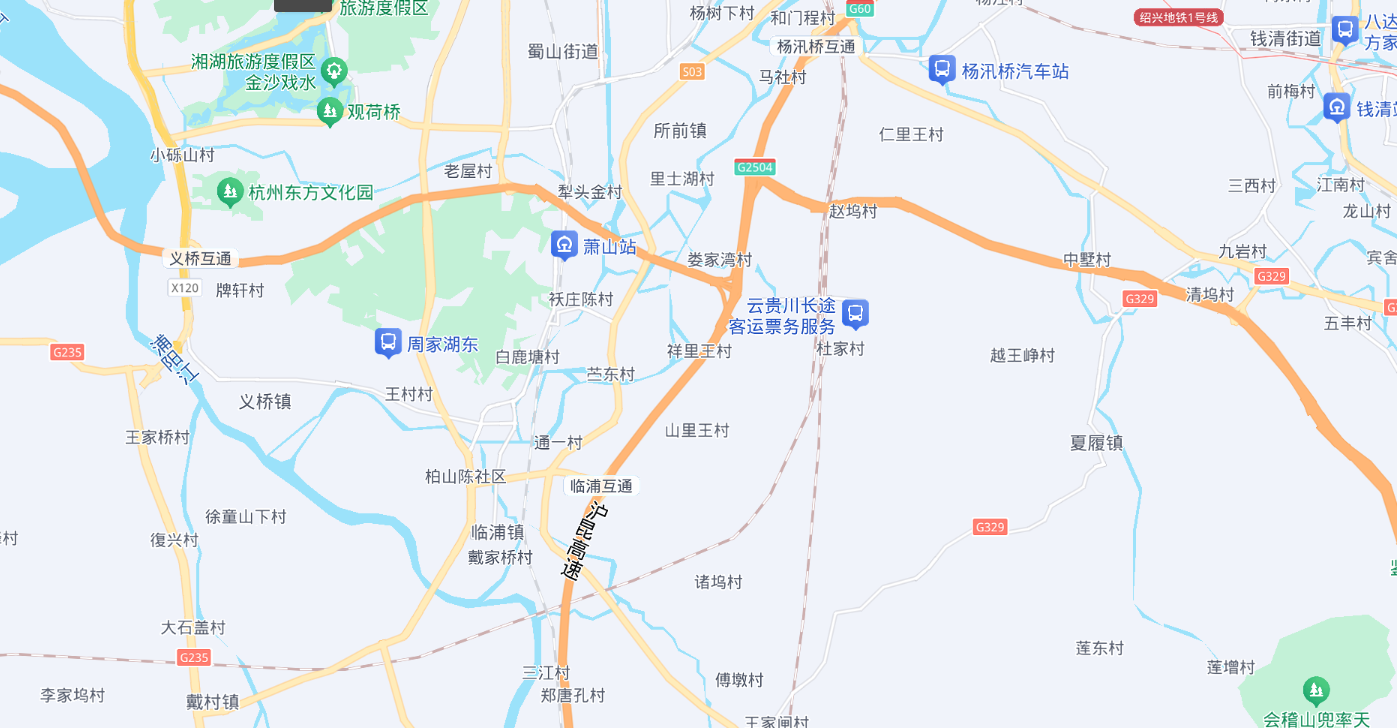 旅游度假区
杨树下村
和门程村
G60
绍兴地铁1号线
钱清街道
八达
方家
杨汛桥互通
蜀山街道
湘湖旅游度假区
金沙戏水
S03
马社村
杨汛桥汽车站
前梅村
钱清站
观荷桥
所前镇
仁里王村
小砾山村
老屋村
G2504
里士湖村
犁头金村
杭州东方文化园
三西村
江南村
龙山村
赵坞村
萧山站
义桥互通
娄家湾村
中墅村
九岩村
宾舍
G329
X120
牌轩村
袄庄陈村
G329
清坞村
云贵川长途
客运票务服务
五丰村
浦阳江
G235
周家湖东
白鹿塘村
祥里王村
杜家村
越王峥村
苎东村
王村村
义桥镇
王家桥村
通一村
山里王村
夏履镇
柏山陈社区
临浦互通
徐童山下村
復兴村
临浦镇
沪昆高速
G329
戴家桥村
诸坞村
大石盖村
G235
莲东村
莲增村
三江村
李家坞村
戴村镇
郑唐孔村
傅墩村
王家闸村
会稽山兜率天